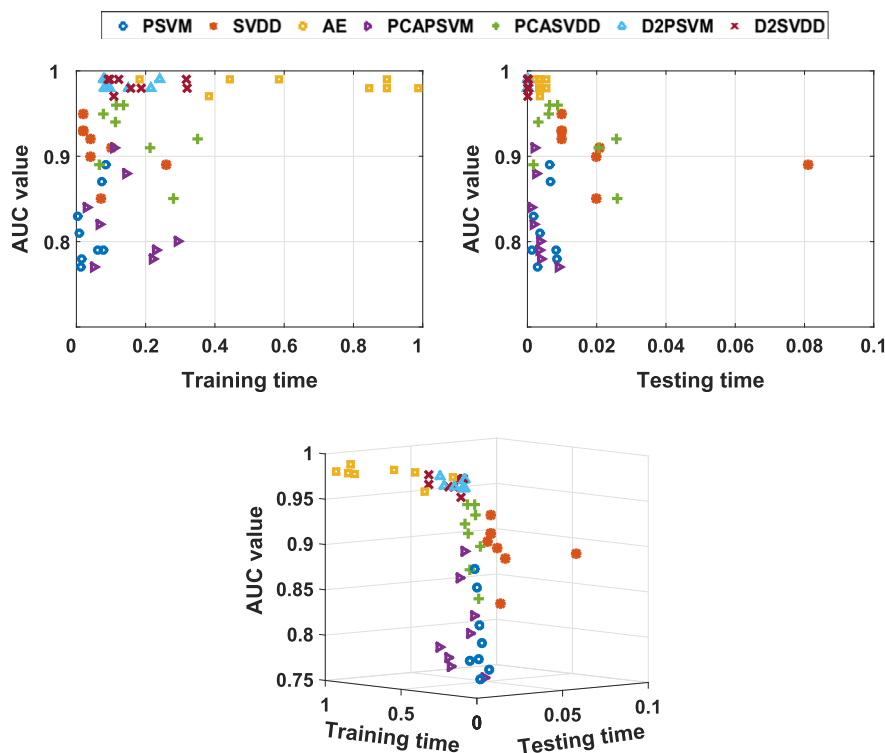 PSVM SVDD AE PCAPSVM PCASVDD D2PSVM D2SVDD
1
0.9
0.8
AUC value
0 0.2 0.4 0.6 0.8 1
Training time
1
0.9
0.8
AUC value
0 0.02 0.04 0.06 0.08 0.1
Testing time
1
0.95
0.9
0.85
0.8
0.75
AUC value
1 0.5 0
Training time
0 0.05 0.1
Testing time